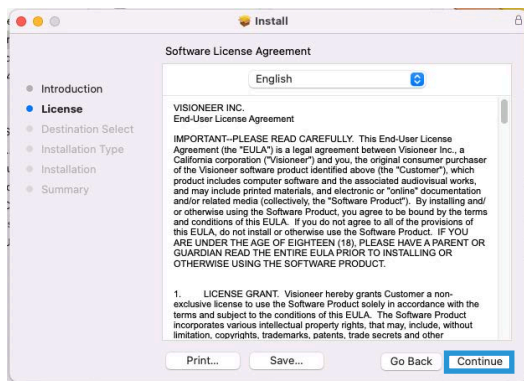 Install
Software License Agreement
English
Introduction
License
Destination Select
Installation Type
Installation
Summary
VISIONEER INC.
End-User License Agreement
IMPORTANT--PLEASE READ CAREFULLY. This End-User License
Agreement (the "EULA") is a legal agreement between Visioneer Inc., a
California corporation ("Visioneer") and you, the original consumer purchaser
of the Visioneer software product identified above (the "Customer"), which
product includes computer software and the associated audiovisual works,
and may include printed materials, and electronic or "online" documentation
and/or related media (collectively, the "Software Product"). By installing and/
or otherwise using the Software Product, you agree to be bound by the terms
and conditions of this EULA. If you do not agree to all of the provisions of
this EULA, do not install or otherwise use the Software Product. IF YOU
ARE UNDER THE AGE OF EIGHTEEN (18), PLEASE HAVE A PARENT OR
GUARDIAN READ THE ENTIRE EULA PRIOR TO INSTALLING OR
OTHERWISE USING THE SOFTWARE PRODUCT.
1. LICENSE GRANT. Visioneer hereby grants Customer a non-
exclusive license to use the Software Product solely in accordance with the
terms and subject to the conditions of this EULA. The Software Product
incorporates various intellectual property rights, that may, include, without
limitation, copyrights, trademarks, patents, trade secrets and other
Print...
Save...
Go Back
Continue